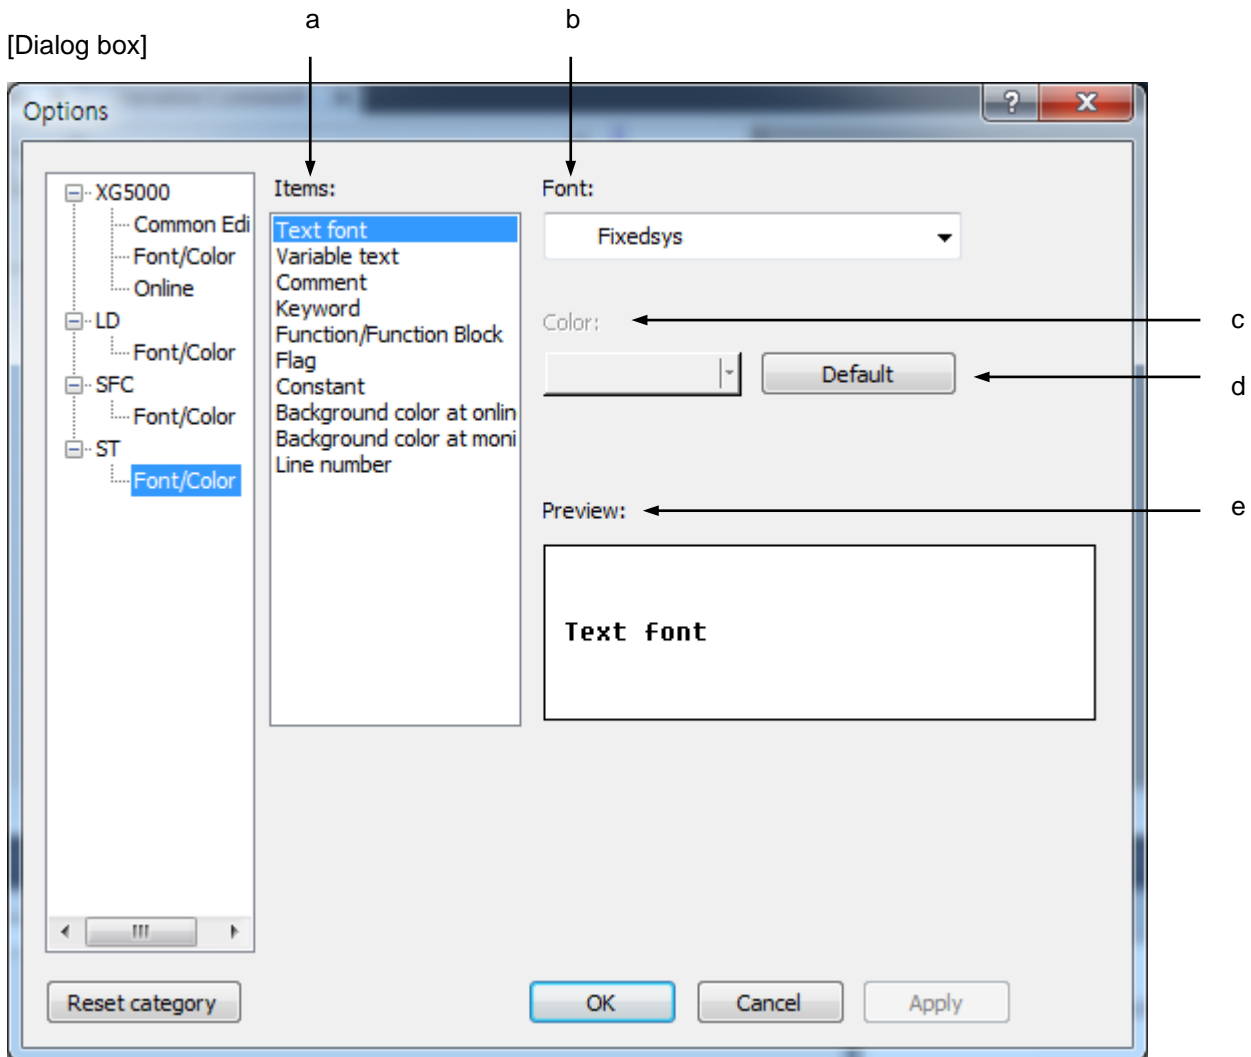 a
b
[Dialog box]
Options
XG5000
Common Edi
Font/Color
Online
LD
Font/Color
SFC
Font/Color
ST
Font/Color
Items:
Text font
Variable text
Comment
Keyword
Function/Function Block
Flag
Constant
Background color at onlin
Background color at moni
Line number
Font:
Fixedsys
Color:
c
Default
d
Preview:
e
Text font
Reset category
OK
Cancel
Apply